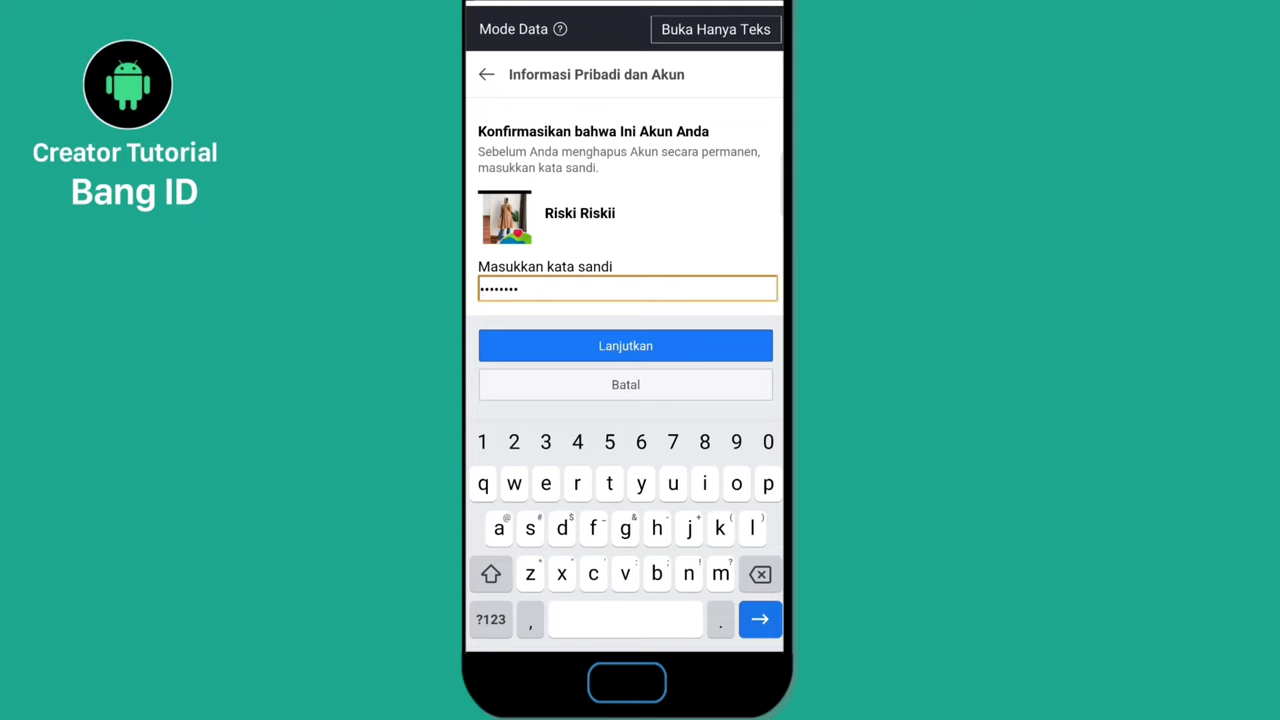 Creator Tutorial
Bang ID
Mode Data ?
Buka Hanya Teks
Informasi Pribadi dan Akun
Konfirmasikan bahwa Ini Akun Anda
Sebelum Anda menghapus Akun secara permanen,
masukkan kata sandi.
Riski Riskii
Masukkan kata sandi
••••••••
Lanjutkan
Batal
1 2 3 4 5 6 7 8 9 0
q w e r t y u i o p
@ # $ _ & - + ( )
a s d f g h j k l
* " ' : ; ! ?
z x c v b n m
?123 , .